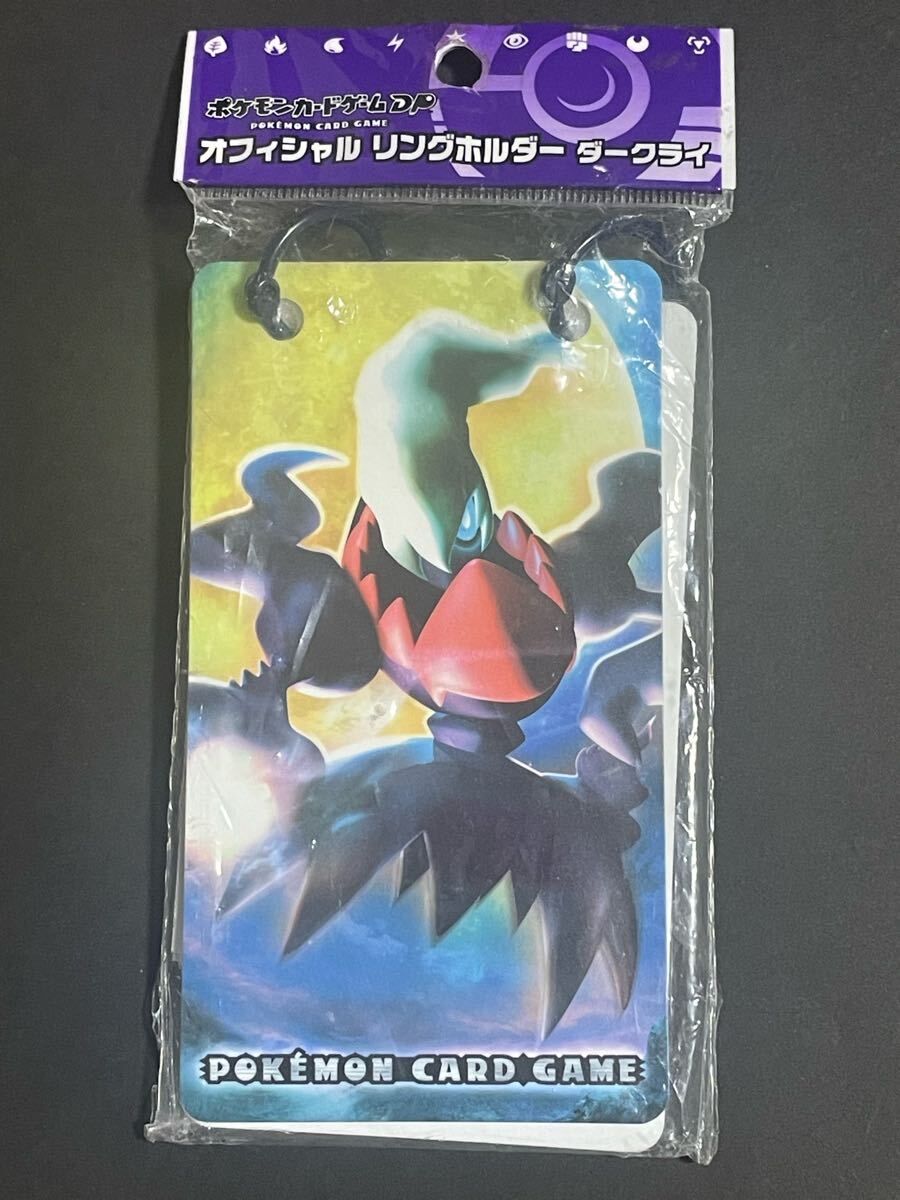 ポケモンカードゲームDP
POKÉMON CARD GAME
オフィシャル リングホルダー ダークライ
POKÉMON CARD GAME